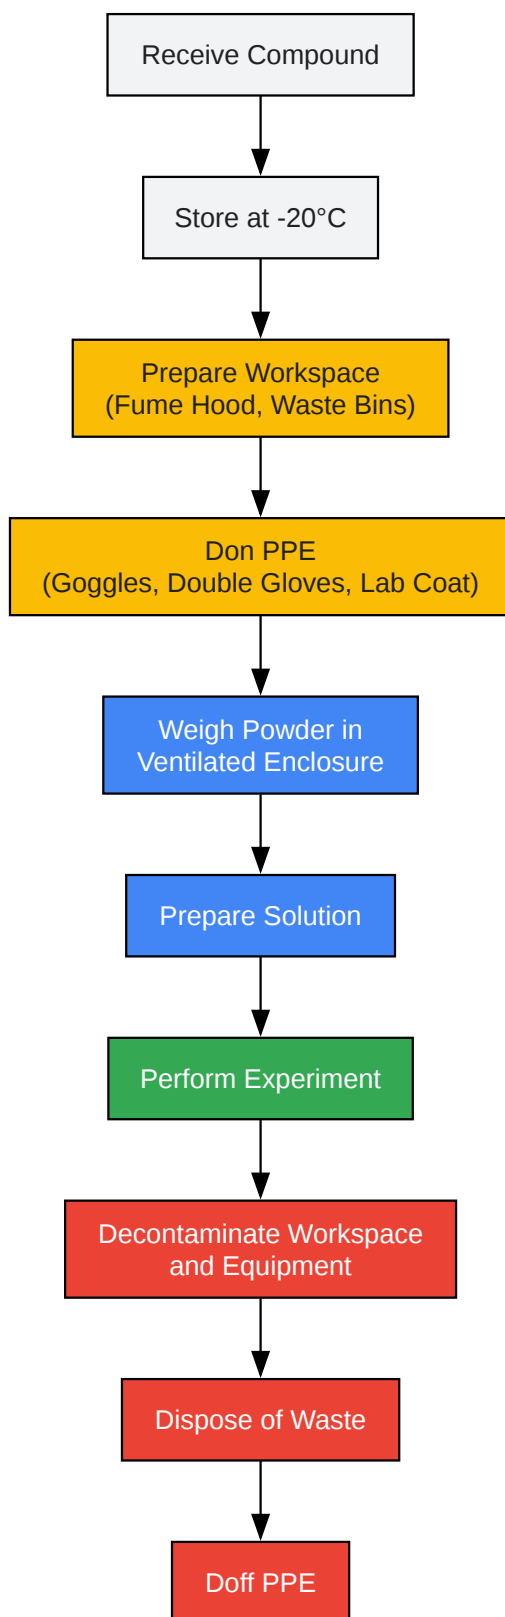 Receive Compound
Store at -20°C
Prepare Workspace
(Fume Hood, Waste Bins)
Don PPE
(Goggles, Double Gloves, Lab Coat)
Weigh Powder in
Ventilated Enclosure
Prepare Solution
Perform Experiment
Decontaminate Workspace
and Equipment
Dispose of Waste
Doff PPE